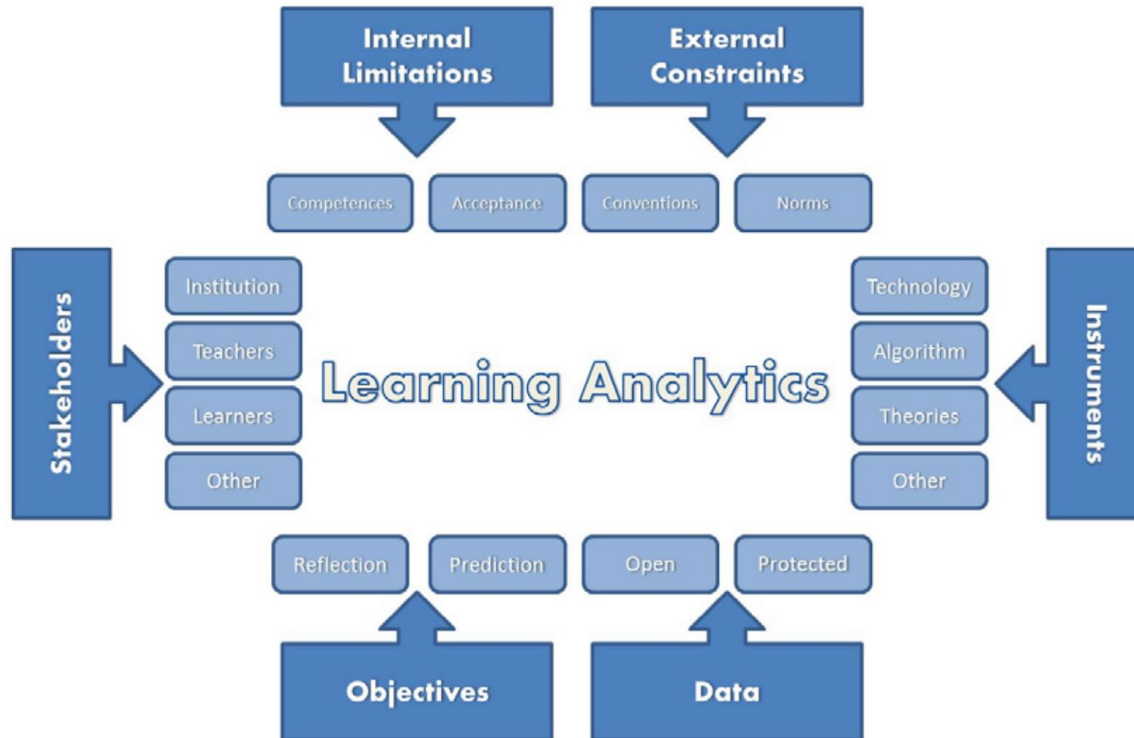 Internal
Limitations
External
Constraints
Competences
Acceptance
Conventions
Norms
Stakeholders
Institution
Teachers
Learners
Other
Learning Analytics
Technology
Algorithm
Theories
Other
Instruments
Reflection
Prediction
Open
Protected
Objectives
Data